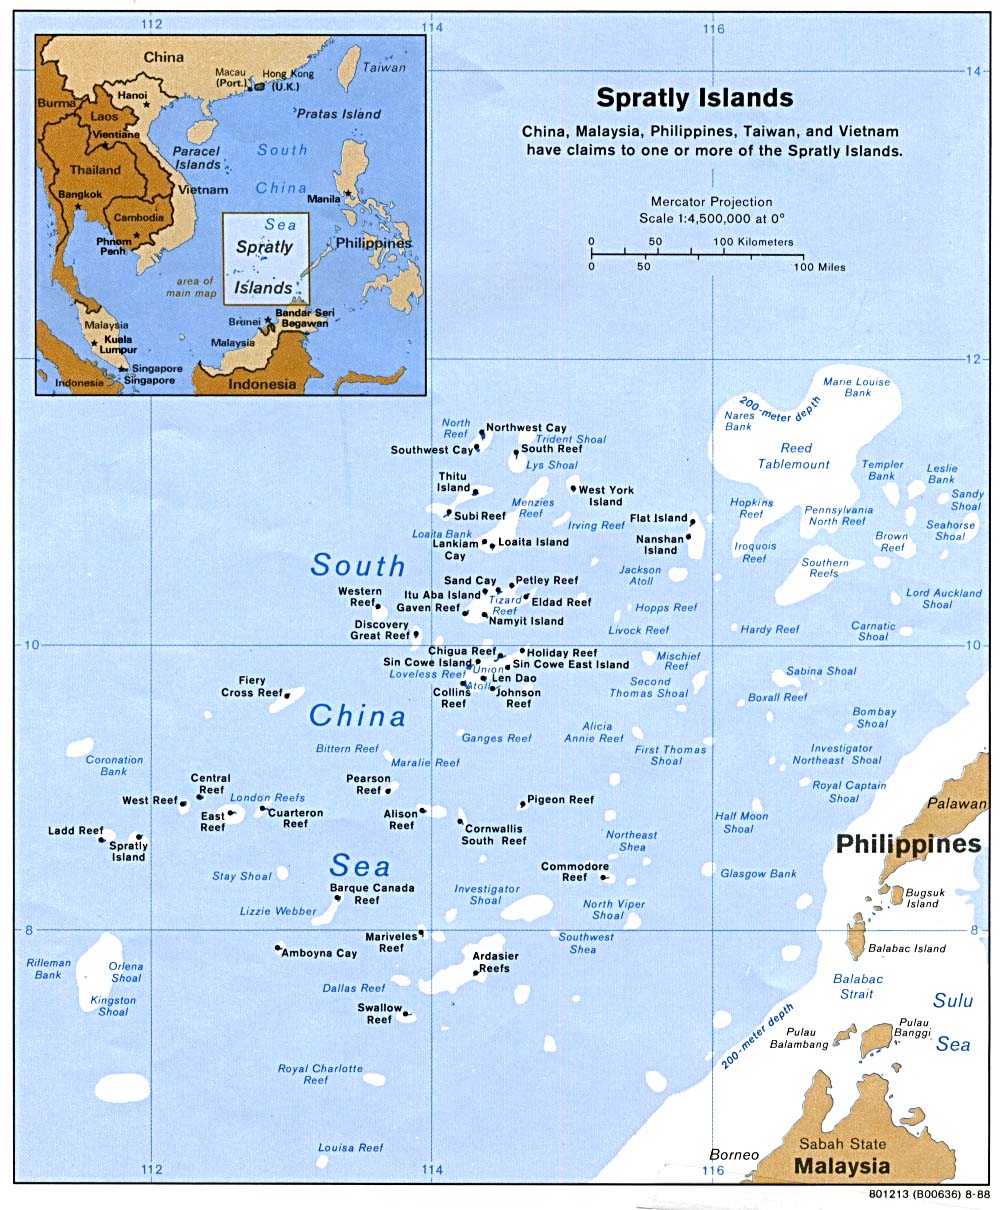 112
114
116
14
12
10
10
8
8
112
114
116
Spratly Islands
China, Malaysia, Philippines, Taiwan, and Vietnam
have claims to one or more of the Spratly Islands.
Mercator Projection
Scale 1:4,500,000 at 0°
0 50 100 Kilometers
0 50 100 Miles
China
Taiwan
Macau
(Port.)
Hong Kong
(U.K.)
Burma
Hanoi
Laos
Pratas Island
Vientiane
Paracel
Islands
South
China
Sea
Thailand
Vietnam
Bangkok
Manila
Cambodia
Phnom
Penh
Spratly
Islands
Philippines
area of
main map
Bandar Seri
Begawan
Brunei
Malaysia
Kuala
Lumpur
Malaysia
Singapore
Singapore
Indonesia
Indonesia
Marie Louise
Bank
200-meter depth
Nares
Bank
Reed
Tablemount
North
Reef
Northwest Cay
Trident Shoal
Southwest Cay
South Reef
Lys Shoal
Templer
Bank
Leslie
Bank
Thitu
Island
West York
Island
Sandy
Shoal
Menzies
Reef
Hopkins
Reef
Pennsylvania
North Reef
Subi Reef
Flat Island
Irving Reef
Seahorse
Shoal
Loaita Bank
Lankiam
Cay
Loaita Island
Nanshan
Island
Iroquois
Reef
Brown
Reef
South
Southern
Reefs
Jackson
Atoll
Sand Cay
Petley Reef
Western
Reef
Itu Aba Island
Tizard
Reef
Eldad Reef
Gaven Reef
Namyit Island
Hopps Reef
Lord Auckland
Shoal
Discovery
Great Reef
Livock Reef
Hardy Reef
Carnatic
Shoal
Chigua Reef
Holiday Reef
Sin Cowe Island
Sin Cowe East Island
Mischief
Reef
Loveless Reef
Union
Atoll
Len Dao
Sabina Shoal
Second
Thomas Shoal
Fiery
Cross Reef
Collins
Reef
Johnson
Reef
Boxall Reef
China
Bombay
Shoal
Alicia
Annie Reef
Ganges Reef
Bittern Reef
First Thomas
Shoal
Investigator
Northeast Shoal
Coronation
Bank
Maralie Reef
Central
Reef
Pearson
Reef
Royal Captain
Shoal
Palawan
West Reef
London Reefs
Pigeon Reef
East
Reef
Cuarteron
Reef
Alison
Reef
Half Moon
Shoal
Ladd Reef
Cornwallis
South Reef
Northeast
Shea
Philippines
Spratly
Island
Sea
Commodore
Reef
Stay Shoal
Glasgow Bank
Barque Canada
Reef
Investigator
Shoal
Bugsuk
Island
Lizzie Webber
North Viper
Shoal
Mariveles
Reef
Southwest
Shea
Amboyna Cay
Balabac Island
Rifleman
Bank
Orlena
Shoal
Ardasier
Reefs
Balabac
Strait
Dallas Reef
Kingston
Shoal
Sulu
Sea
Swallow
Reef
200-meter depth
Pulau
Balambang
Pulau
Banggi
Royal Charlotte
Reef
Louisa Reef
Borneo
Sabah State
Malaysia
801213 (B00636) 8-88